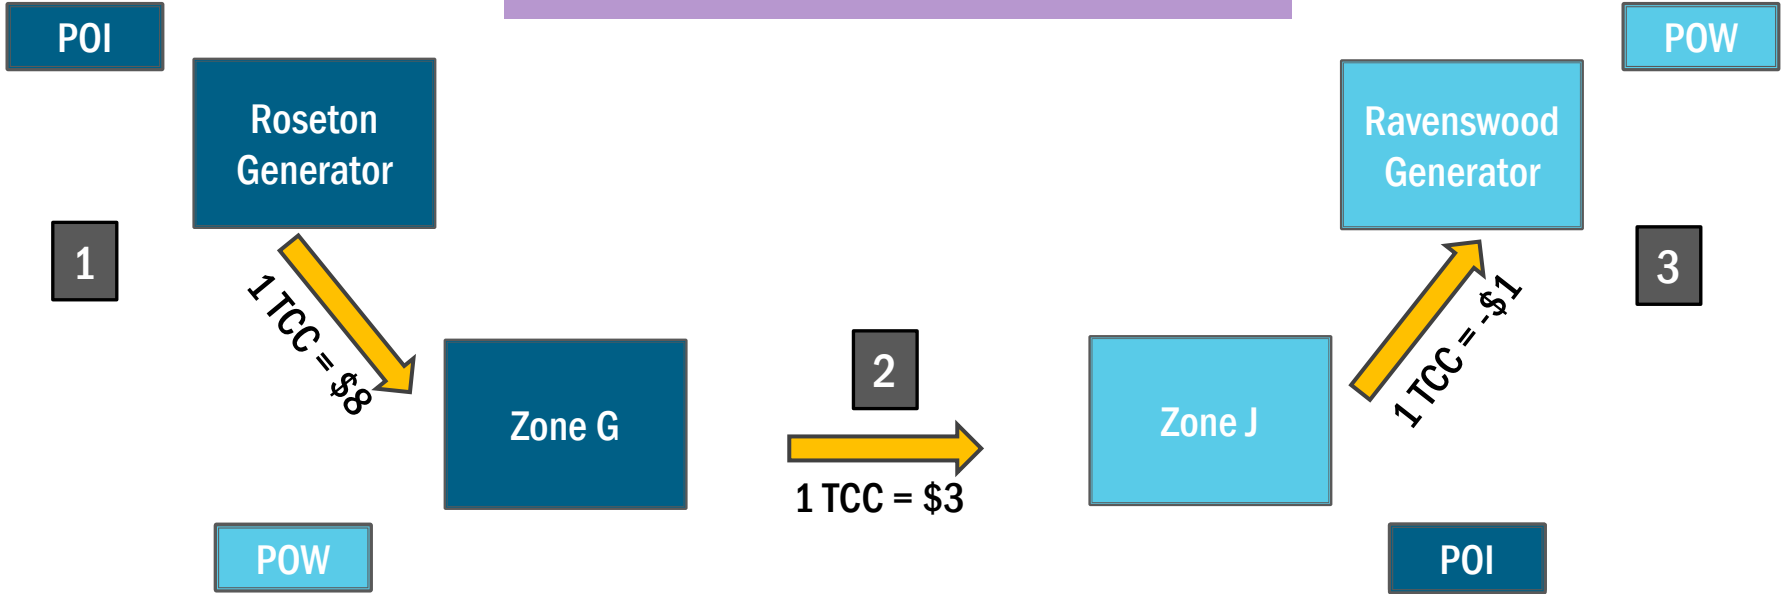 POI
POW
Roseton
Generator
Ravenswood
Generator
1
3
1 TCC = $8
2
1 TCC = -$1
Zone G
Zone J
1 TCC = $3
POW
POI